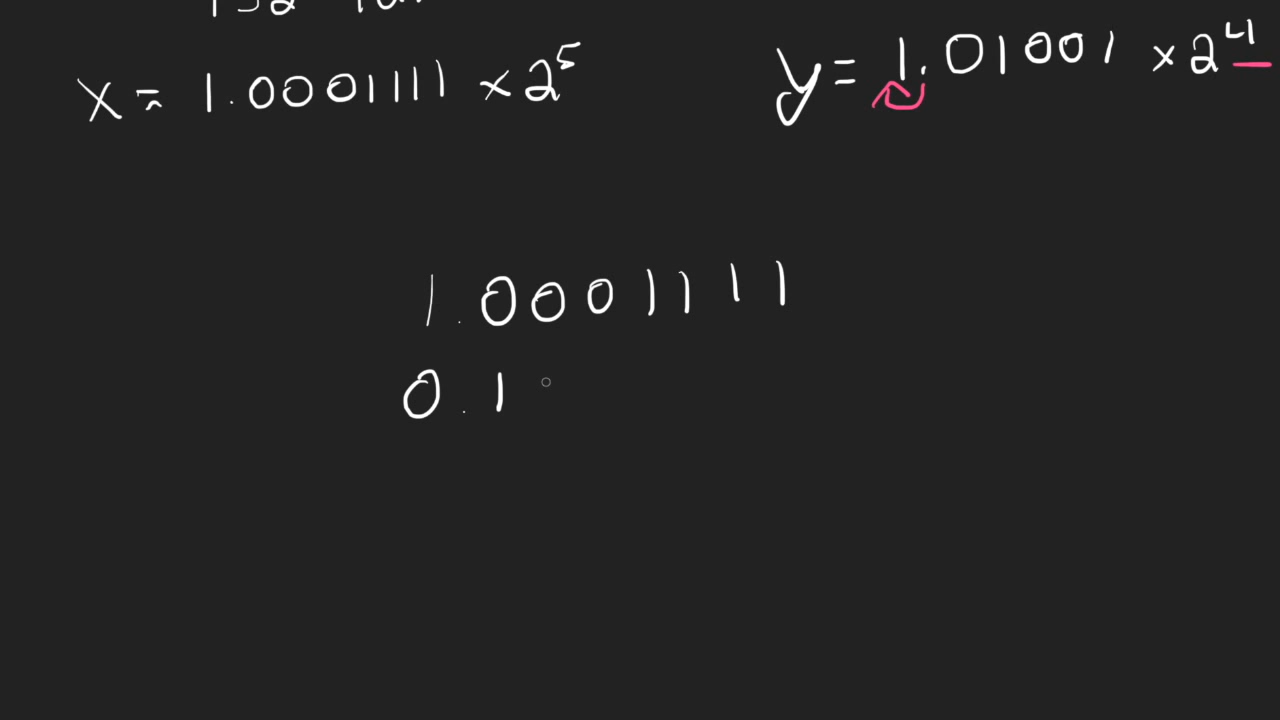 x = 1.0001111 × 2^5
y = 1.01001 × 2^4
1.0001111
0.1